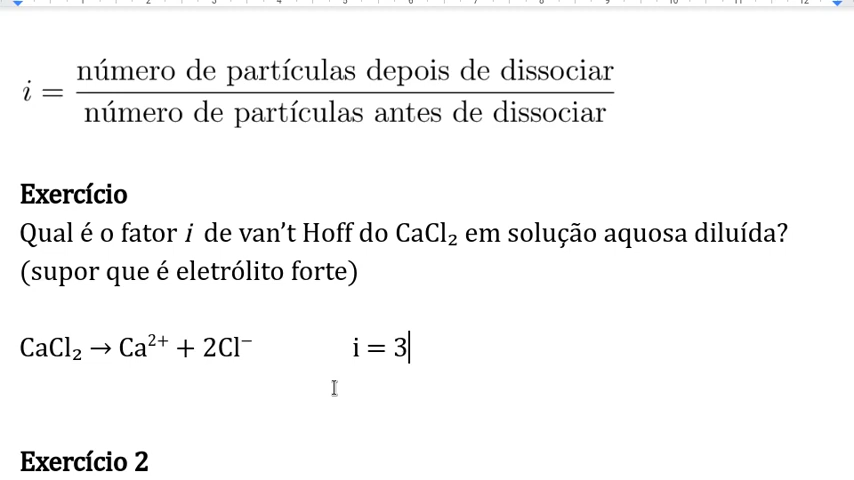 i = número de partículas depois de dissociar / número de partículas antes de dissociar
Exercício
Qual é o fator i de van’t Hoff do CaCl₂ em solução aquosa diluída?
(supor que é eletrólito forte)
CaCl₂ → Ca²⁺ + 2Cl⁻ i = 3
Exercício 2